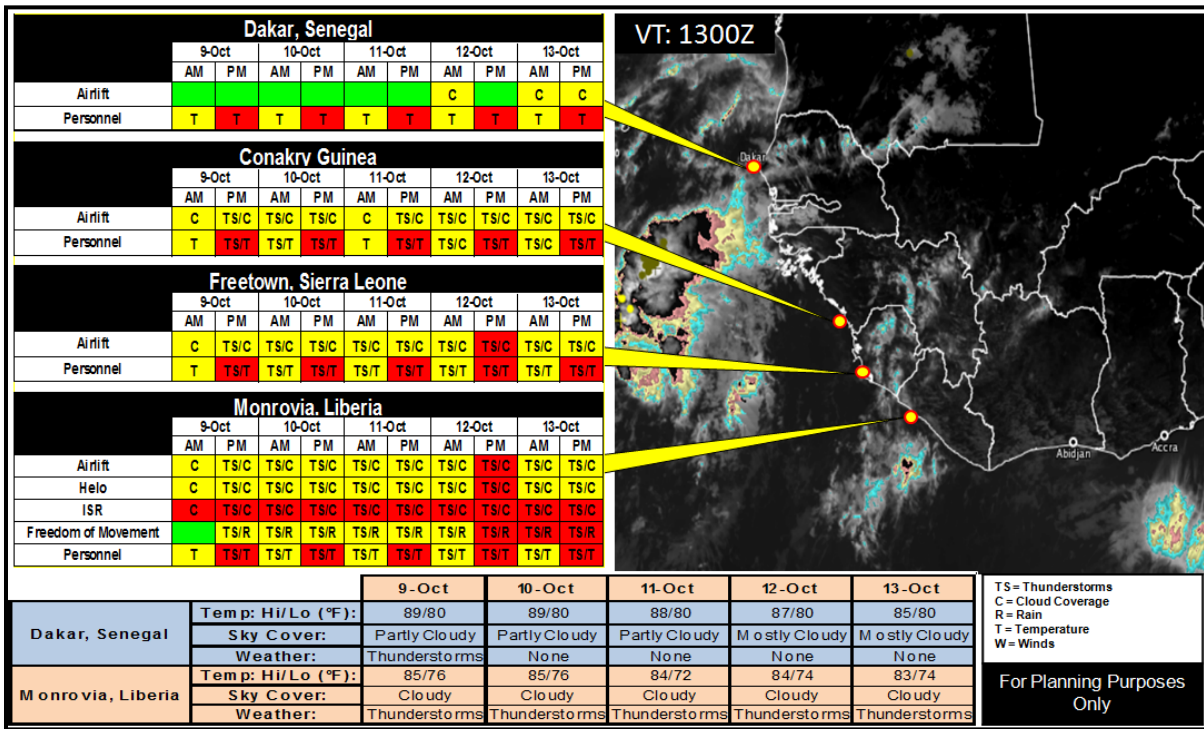 Dakar, Senegal
9-Oct 10-Oct 11-Oct 12-Oct 13-Oct
AM PM AM PM AM PM AM PM AM PM
Airlift C C C
Personnel T T T T T T T T T T
Conakry Guinea
9-Oct 10-Oct 11-Oct 12-Oct 13-Oct
AM PM AM PM AM PM AM PM AM PM
Airlift C TS/C TS/C TS/C C TS/C TS/C TS/C TS/C TS/C
Personnel T TS/T TS/T TS/T T TS/T TS/C TS/T TS/C TS/T
Freetown, Sierra Leone
9-Oct 10-Oct 11-Oct 12-Oct 13-Oct
AM PM AM PM AM PM AM PM AM PM
Airlift C TS/C TS/C TS/C TS/C TS/C TS/C TS/C TS/C TS/C
Personnel T TS/T TS/T TS/T TS/T TS/T TS/T TS/T TS/T TS/T
Monrovia, Liberia
9-Oct 10-Oct 11-Oct 12-Oct 13-Oct
AM PM AM PM AM PM AM PM AM PM
Airlift C TS/C TS/C TS/C TS/C TS/C TS/C TS/C TS/C TS/C
Helo C TS/C TS/C TS/C TS/C TS/C TS/C TS/C TS/C TS/C
ISR C TS/C TS/C TS/C TS/C TS/C TS/C TS/C TS/C TS/C
Freedom of Movement TS/R TS/R TS/R TS/R TS/R TS/R TS/R TS/R TS/R
Personnel T TS/T TS/T TS/T TS/T TS/T TS/T TS/T TS/T TS/T
VT: 1300Z
Dakar
Abidjan
Accra
9-Oct 10-Oct 11-Oct 12-Oct 13-Oct
Dakar, Senegal
Temp: Hi/Lo (°F): 89/80 89/80 88/80 87/80 85/80
Sky Cover: Partly Cloudy Partly Cloudy Partly Cloudy Mostly Cloudy Mostly Cloudy
Weather: Thunderstorms None None None None
Monrovia, Liberia
Temp: Hi/Lo (°F): 85/76 85/76 84/72 84/74 83/74
Sky Cover: Cloudy Cloudy Cloudy Cloudy Cloudy
Weather: Thunderstorms Thunderstorms Thunderstorms Thunderstorms Thunderstorms
TS = Thunderstorms
C = Cloud Coverage
R = Rain
T = Temperature
W = Winds
For Planning Purposes
Only